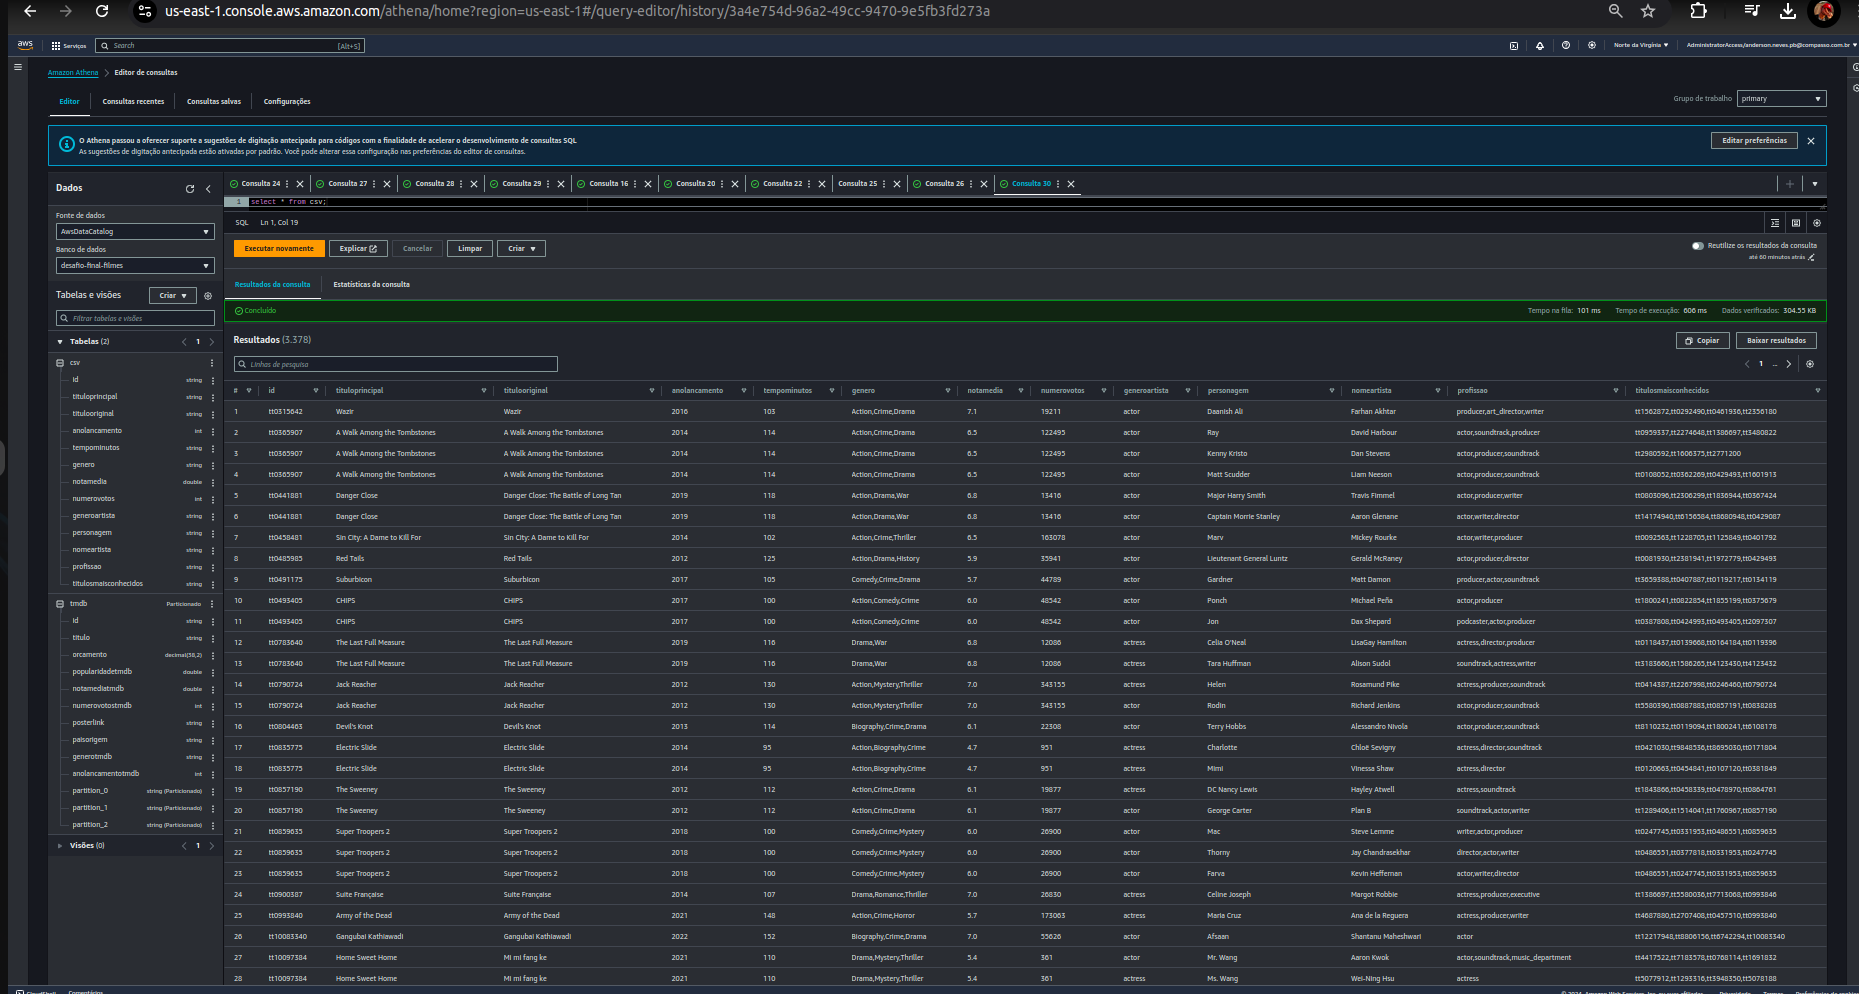 us-east-1.console.aws.amazon.com/athena/home?region=us-east-1#/query-editor/history/3a4e754d-96a2-49cc-9470-9e5fb3fd273a
aws Serviços Search [Alt+S] Norte da Virgínia AdministratorAccess/anderson.neves.pb@compasso.com.br
Amazon Athena > Editor de consultas
Editor Consultas recentes Consultas salvas Configurações Grupo de trabalho primary
O Athena passou a oferecer suporte a sugestões de digitação antecipada para códigos com a finalidade de acelerar o desenvolvimento de consultas SQL
As sugestões de digitação antecipada estão ativadas por padrão. Você pode alterar essa configuração nas preferências do editor de consultas.
Editar preferências
Dados
Fonte de dados
AwsDataCatalog
Banco de dados
desafio-final-filmes
Tabelas e visões Criar
Filtrar tabelas e visões
Tabelas (2) 1
csv
id string
tituloprincipal string
titulooriginal string
anolancamento int
tempominutos string
genero string
notamedia double
numerovotos int
generoartista string
personagem string
nomeartista string
profissao string
titulosmaisconhecidos string
tmdb Particionado
id string
titulo string
orcamento decimal(38,2)
popularidadetmdb double
notamediatmdb double
numerovotostmdb int
posterlink string
paisorigem string
generotmdb string
anolancamentotmdb int
partition_0 string (Particionado)
partition_1 string (Particionado)
partition_2 string (Particionado)
Visões (0) 1
Consulta 24 Consulta 27 Consulta 28 Consulta 29 Consulta 16 Consulta 20 Consulta 22 Consulta 25 Consulta 26 Consulta 30
1 select * from csv;
SQL Ln 1, Col 19
Executar novamente Explicar Cancelar Limpar Criar
Reutilize os resultados da consulta
até 60 minutos atrás
Resultados da consulta Estatísticas da consulta
Concluído Tempo na fila: 101 ms Tempo de execução: 606 ms Dados verificados: 304.55 KB
Resultados (3.378) Copiar Baixar resultados
Linhas de pesquisa 1 ...
# id tituloprincipal titulooriginal anolancamento tempominutos genero notamedia numerovotos generoartista personagem nomeartista profissao titulosmaisconhecidos
1 tt0315642 Wazir Wazir 2016 103 Action,Crime,Drama 7.1 19211 actor Daanish Ali Farhan Akhtar producer,art_director,writer tt1562872,tt0292490,tt0461936,tt2356180
2 tt0365907 A Walk Among the Tombstones A Walk Among the Tombstones 2014 114 Action,Crime,Drama 6.5 122495 actor Ray David Harbour actor,soundtrack,producer tt0959337,tt2274648,tt1386697,tt3480822
3 tt0365907 A Walk Among the Tombstones A Walk Among the Tombstones 2014 114 Action,Crime,Drama 6.5 122495 actor Kenny Kristo Dan Stevens actor,producer,soundtrack tt2980592,tt1606375,tt2771200
4 tt0365907 A Walk Among the Tombstones A Walk Among the Tombstones 2014 114 Action,Crime,Drama 6.5 122495 actor Matt Scudder Liam Neeson actor,producer,soundtrack tt0108052,tt0362269,tt0429493,tt1601913
5 tt0441881 Danger Close Danger Close: The Battle of Long Tan 2019 118 Action,Drama,War 6.8 13416 actor Major Harry Smith Travis Fimmel actor,producer,writer tt0803096,tt2306299,tt1836944,tt0367424
6 tt0441881 Danger Close Danger Close: The Battle of Long Tan 2019 118 Action,Drama,War 6.8 13416 actor Captain Morrie Stanley Aaron Glenane actor,writer,director tt14174940,tt6156584,tt8680948,tt0429087
7 tt0458481 Sin City: A Dame to Kill For Sin City: A Dame to Kill For 2014 102 Action,Crime,Thriller 6.5 163078 actor Marv Mickey Rourke actor,writer,producer tt0092563,tt1228705,tt1125849,tt0401792
8 tt0485985 Red Tails Red Tails 2012 125 Action,Drama,History 5.9 35941 actor Lieutenant General Luntz Gerald McRaney actor,producer,director tt0081930,tt2381941,tt1972779,tt0429493
9 tt0491175 Suburbicon Suburbicon 2017 105 Comedy,Crime,Drama 5.7 44789 actor Gardner Matt Damon producer,actor,soundtrack tt3659388,tt0407887,tt0119217,tt0134119
10 tt0493405 CHIPS CHIPS 2017 100 Action,Comedy,Crime 6.0 48542 actor Ponch Michael Peña actor,producer tt1800241,tt0822854,tt1855199,tt0375679
11 tt0493405 CHIPS CHIPS 2017 100 Action,Comedy,Crime 6.0 48542 actor Jon Dax Shepard podcaster,actor,producer tt0387808,tt0424993,tt0493405,tt2097307
12 tt0783640 The Last Full Measure The Last Full Measure 2019 116 Drama,War 6.8 12086 actress Celia O'Neal LisaGay Hamilton actress,director,producer tt0118437,tt0139668,tt0164184,tt0119396
13 tt0783640 The Last Full Measure The Last Full Measure 2019 116 Drama,War 6.8 12086 actress Tara Huffman Alison Sudol soundtrack,actress,writer tt3183660,tt1586265,tt4123430,tt4123432
14 tt0790724 Jack Reacher Jack Reacher 2012 130 Action,Mystery,Thriller 7.0 343155 actress Helen Rosamund Pike actress,producer,soundtrack tt0414387,tt2267998,tt0246460,tt0790724
15 tt0790724 Jack Reacher Jack Reacher 2012 130 Action,Mystery,Thriller 7.0 343155 actor Rodin Richard Jenkins actor,producer,soundtrack tt5580390,tt0887883,tt0857191,tt0838283
16 tt0804463 Devil's Knot Devil's Knot 2013 114 Biography,Crime,Drama 6.1 22308 actor Terry Hobbs Alessandro Nivola actor,producer,soundtrack tt8110232,tt0119094,tt1800241,tt6108178
17 tt0835775 Electric Slide Electric Slide 2014 95 Action,Biography,Crime 4.7 951 actress Charlotte Chloë Sevigny actress,director,soundtrack tt0421030,tt9848536,tt8695030,tt0171804
18 tt0835775 Electric Slide Electric Slide 2014 95 Action,Biography,Crime 4.7 951 actress Mimi Vinessa Shaw actress,director tt0120663,tt0454841,tt0107120,tt0381849
19 tt0857190 The Sweeney The Sweeney 2012 112 Action,Crime,Drama 6.1 19877 actress DC Nancy Lewis Hayley Atwell actress,soundtrack tt1843866,tt0458339,tt0478970,tt0864761
20 tt0857190 The Sweeney The Sweeney 2012 112 Action,Crime,Drama 6.1 19877 actor George Carter Plan B soundtrack,actor,writer tt1289406,tt1514041,tt1760967,tt0857190
21 tt0859635 Super Troopers 2 Super Troopers 2 2018 100 Comedy,Crime,Mystery 6.0 26900 actor Mac Steve Lemme writer,actor,producer tt0247745,tt0331953,tt0486551,tt0859635
22 tt0859635 Super Troopers 2 Super Troopers 2 2018 100 Comedy,Crime,Mystery 6.0 26900 actor Thorny Jay Chandrasekhar director,actor,writer tt0486551,tt0377818,tt0331953,tt0247745
23 tt0859635 Super Troopers 2 Super Troopers 2 2018 100 Comedy,Crime,Mystery 6.0 26900 actor Farva Kevin Heffernan actor,writer,director tt0486551,tt0247745,tt0331953,tt0859635
24 tt0900387 Suite Française Suite Française 2014 107 Drama,Romance,Thriller 7.0 26830 actress Celine Joseph Margot Robbie actress,producer,executive tt1386697,tt5580036,tt7713068,tt0993846
25 tt0993840 Army of the Dead Army of the Dead 2021 148 Action,Crime,Horror 5.7 173063 actress Maria Cruz Ana de la Reguera actress,producer,writer tt4687880,tt2707408,tt0457510,tt0993840
26 tt10083340 Gangubai Kathiawadi Gangubai Kathiawadi 2022 152 Biography,Crime,Drama 7.0 55626 actor Afsaan Shantanu Maheshwari actor tt12217948,tt8806156,tt6742294,tt10083340
27 tt10097384 Home Sweet Home Mi mi fang ke 2021 110 Drama,Mystery,Thriller 5.4 361 actor Mr. Wang Aaron Kwok actor,soundtrack,music_department tt4417522,tt7183578,tt0768114,tt1691832
28 tt10097384 Home Sweet Home Mi mi fang ke 2021 110 Drama,Mystery,Thriller 5.4 361 actress Ms. Wang Wei-Ning Hsu actress tt5077912,tt1293316,tt3948350,tt5078188